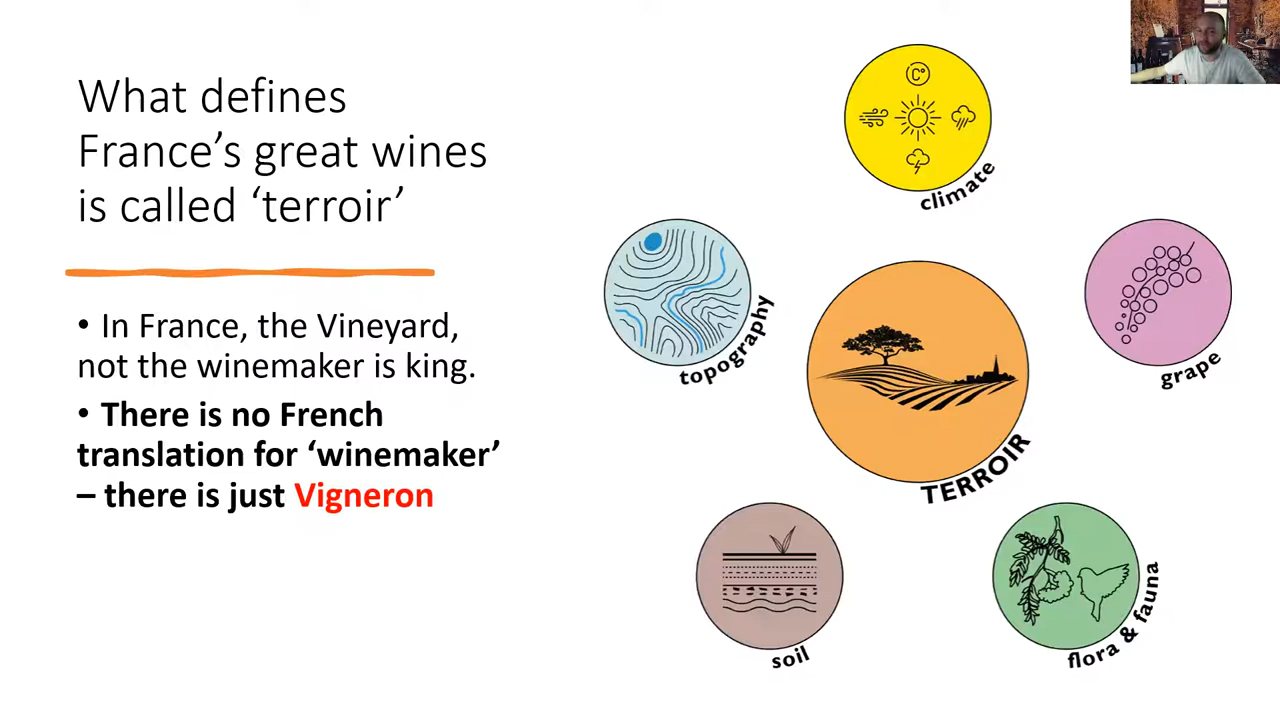 What defines
France’s great wines
is called ‘terroir’
• In France, the Vineyard,
not the winemaker is king.
• There is no French
translation for ‘winemaker’
– there is just Vigneron
C°
climate
topography
grape
TERROIR
soil
flora & fauna